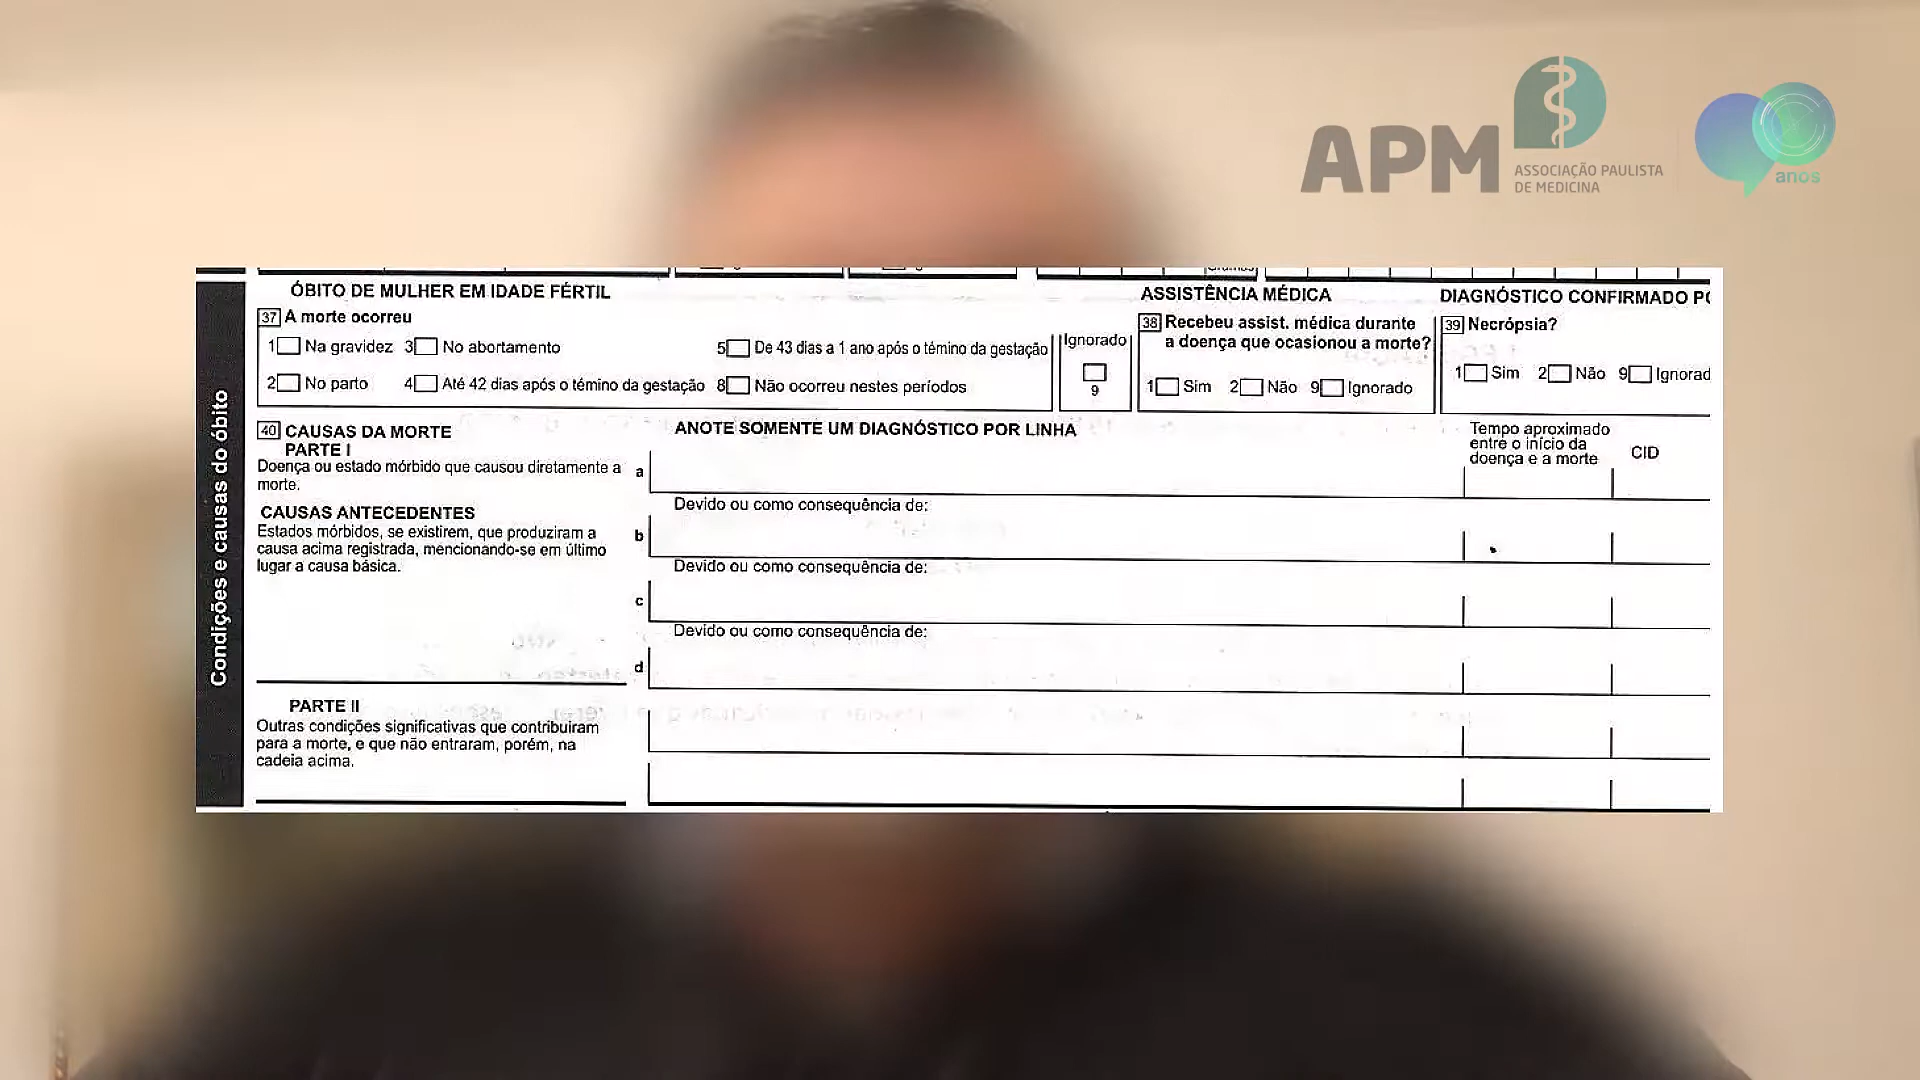 APM
ASSOCIAÇÃO PAULISTA
DE MEDICINA
anos
Condições e causas do óbito
ÓBITO DE MULHER EM IDADE FÉRTIL
37 A morte ocorreu
1 Na gravidez 3 No abortamento 5 De 43 dias a 1 ano após o témino da gestação
2 No parto 4 Até 42 dias após o témino da gestação 8 Não ocorreu nestes períodos
Ignorado
9
ASSISTÊNCIA MÉDICA
38 Recebeu assist. médica durante
a doença que ocasionou a morte?
1 Sim 2 Não 9 Ignorado
DIAGNÓSTICO CONFIRMADO
39 Necrópsia?
1 Sim 2 Não 9 Ignorad
40 CAUSAS DA MORTE
PARTE I
Doença ou estado mórbido que causou diretamente a
morte.
CAUSAS ANTECEDENTES
Estados mórbidos, se existirem, que produziram a
causa acima registrada, mencionando-se em último
lugar a causa básica.
ANOTE SOMENTE UM DIAGNÓSTICO POR LINHA
Tempo aproximado
entre o início da
doença e a morte
CID
a
Devido ou como consequência de:
b
Devido ou como consequência de:
c
Devido ou como consequência de:
d
PARTE II
Outras condições significativas que contribuiram
para a morte, e que não entraram, porém, na
cadeia acima.